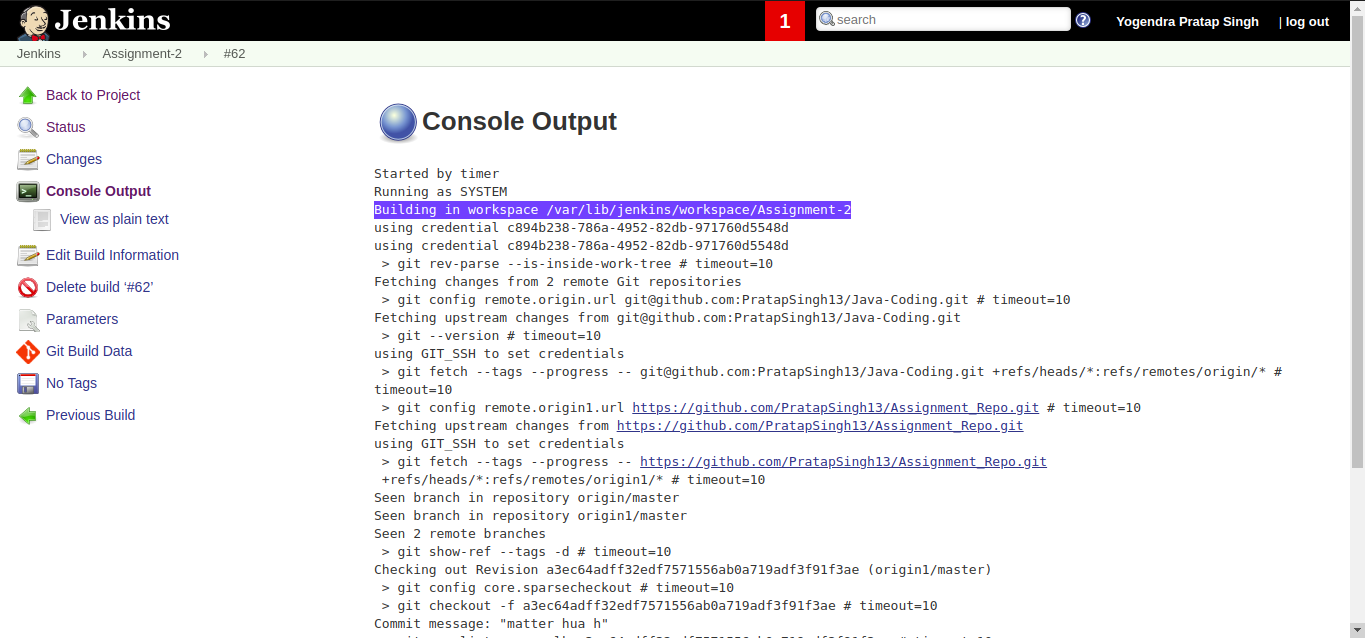 Jenkins
1
search
Yogendra Pratap Singh
| log out
Jenkins
Assignment-2
#62
Back to Project
Status
Changes
Console Output
View as plain text
Edit Build Information
Delete build ‘#62’
Parameters
Git Build Data
No Tags
Previous Build
Console Output
Started by timer
Running as SYSTEM
Building in workspace /var/lib/jenkins/workspace/Assignment-2
using credential c894b238-786a-4952-82db-971760d5548d
using credential c894b238-786a-4952-82db-971760d5548d
> git rev-parse --is-inside-work-tree # timeout=10
Fetching changes from 2 remote Git repositories
> git config remote.origin.url git@github.com:PratapSingh13/Java-Coding.git # timeout=10
Fetching upstream changes from git@github.com:PratapSingh13/Java-Coding.git
> git --version # timeout=10
using GIT_SSH to set credentials
> git fetch --tags --progress -- git@github.com:PratapSingh13/Java-Coding.git +refs/heads/*:refs/remotes/origin/* #
timeout=10
> git config remote.origin1.url https://github.com/PratapSingh13/Assignment_Repo.git # timeout=10
Fetching upstream changes from https://github.com/PratapSingh13/Assignment_Repo.git
using GIT_SSH to set credentials
> git fetch --tags --progress -- https://github.com/PratapSingh13/Assignment_Repo.git
+refs/heads/*:refs/remotes/origin1/* # timeout=10
Seen branch in repository origin/master
Seen branch in repository origin1/master
Seen 2 remote branches
> git show-ref --tags -d # timeout=10
Checking out Revision a3ec64adff32edf7571556ab0a719adf3f91f3ae (origin1/master)
> git config core.sparsecheckout # timeout=10
> git checkout -f a3ec64adff32edf7571556ab0a719adf3f91f3ae # timeout=10
Commit message: "matter hua h"